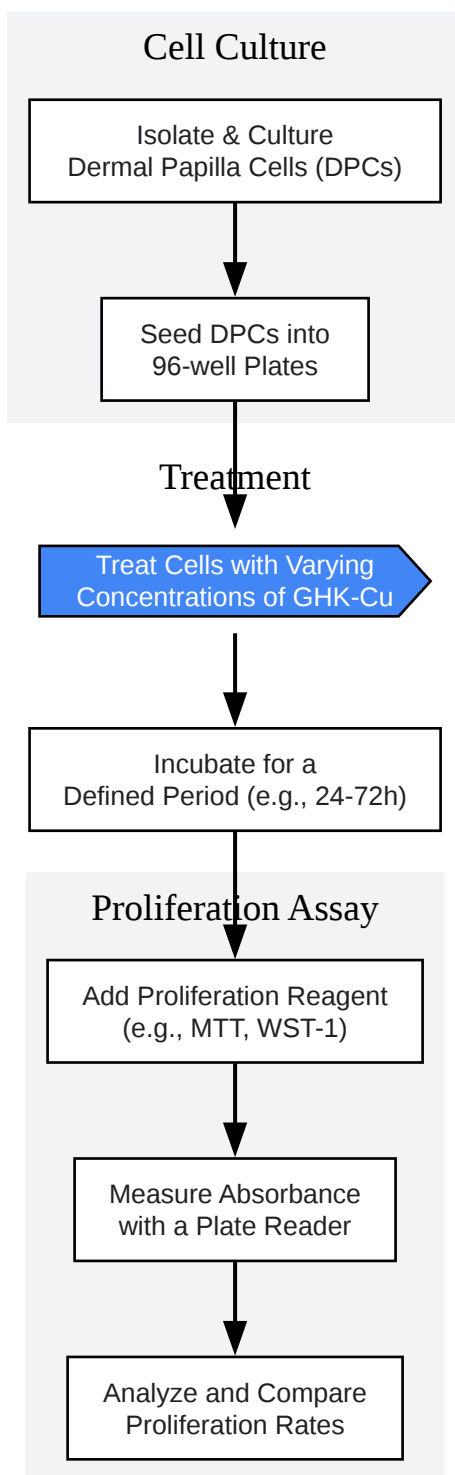 Cell Culture
Isolate & Culture
Dermal Papilla Cells (DPCs)
Seed DPCs into
96-well Plates
Treatment
Treat Cells with Varying
Concentrations of GHK-Cu
Incubate for a
Defined Period (e.g., 24-72h)
Proliferation Assay
Add Proliferation Reagent
(e.g., MTT, WST-1)
Measure Absorbance
with a Plate Reader
Analyze and Compare
Proliferation Rates